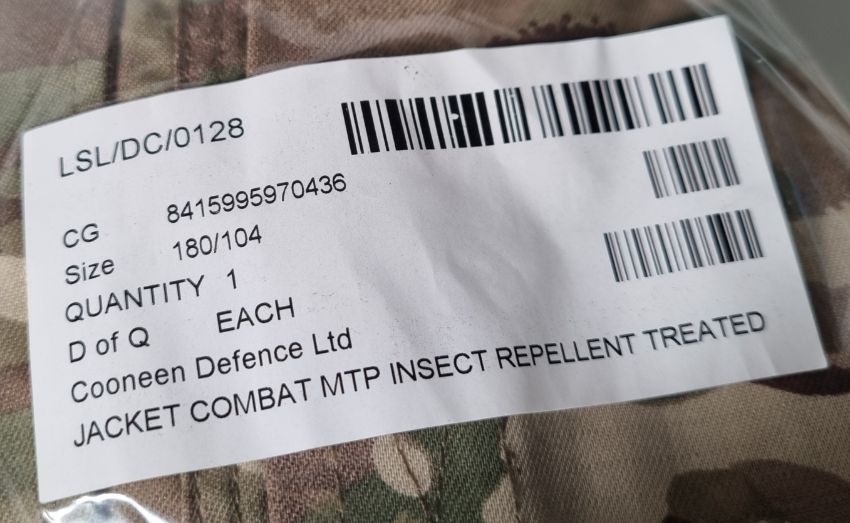 LSL/DC/0128
CG 8415995970436
Size 180/104
QUANTITY 1
D of Q EACH
Cooneen Defence Ltd
JACKET COMBAT MTP INSECT REPELLENT TREATED